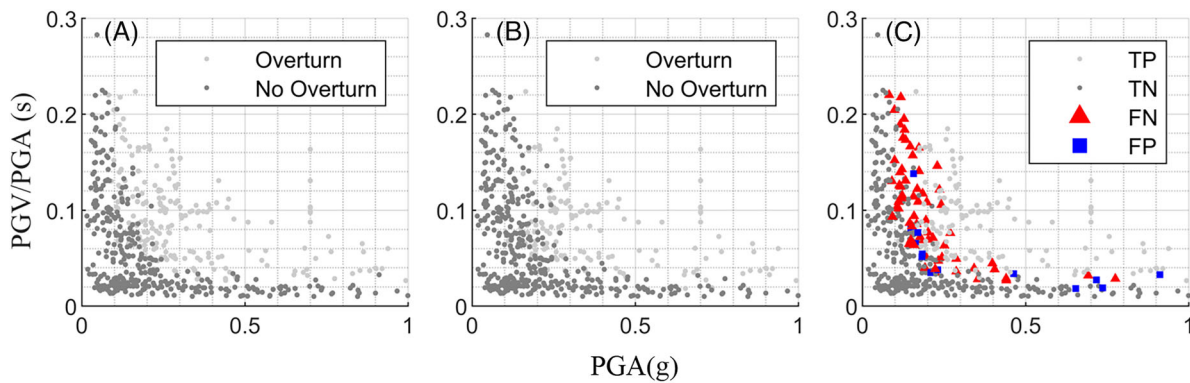 PGV/PGA (s)
0.3
0.2
0.1
0
(A)
Overturn
No Overturn
0
0.5
1
0.3
0.2
0.1
0
(B)
Overturn
No Overturn
0
0.5
1
0.3
0.2
0.1
0
(C)
TP
TN
FN
FP
0
0.5
1
PGA(g)